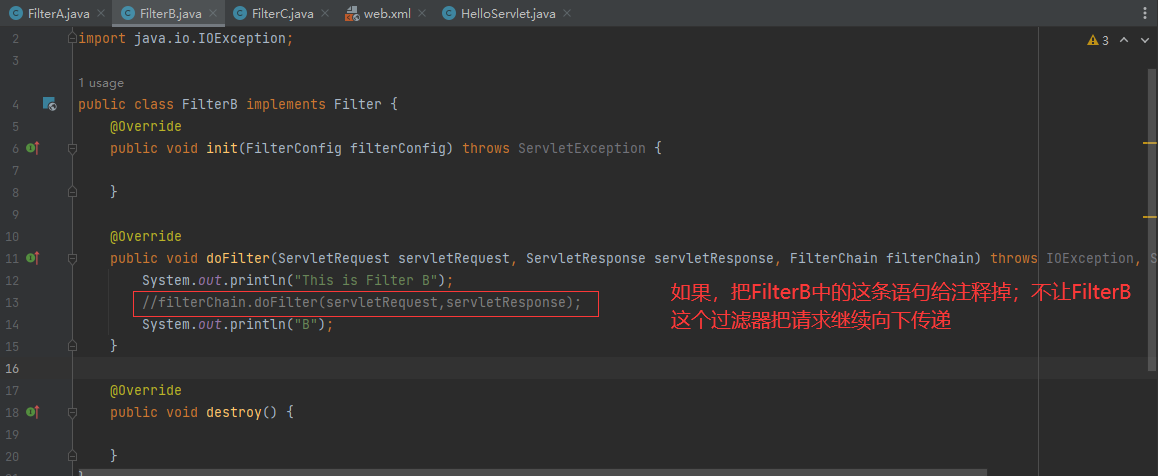 FilterA.java FilterB.java FilterC.java web.xml HelloServlet.java
2 import java.io.IOException; 3
3
1 usage
4 public class FilterB implements Filter {
5 @Override
6 public void init(FilterConfig filterConfig) throws ServletException {
7
8 }
9
10 @Override
11 public void doFilter(ServletRequest servletRequest, ServletResponse servletResponse, FilterChain filterChain) throws IOException, S
12 System.out.println("This is Filter B");
13 //filterChain.doFilter(servletRequest,servletResponse);
14 System.out.println("B");
15 }
如果，把FilterB中的这条语句给注释掉；不让FilterB
这个过滤器把请求继续向下传递
16
17 @Override
18 public void destroy() {
19
20 }